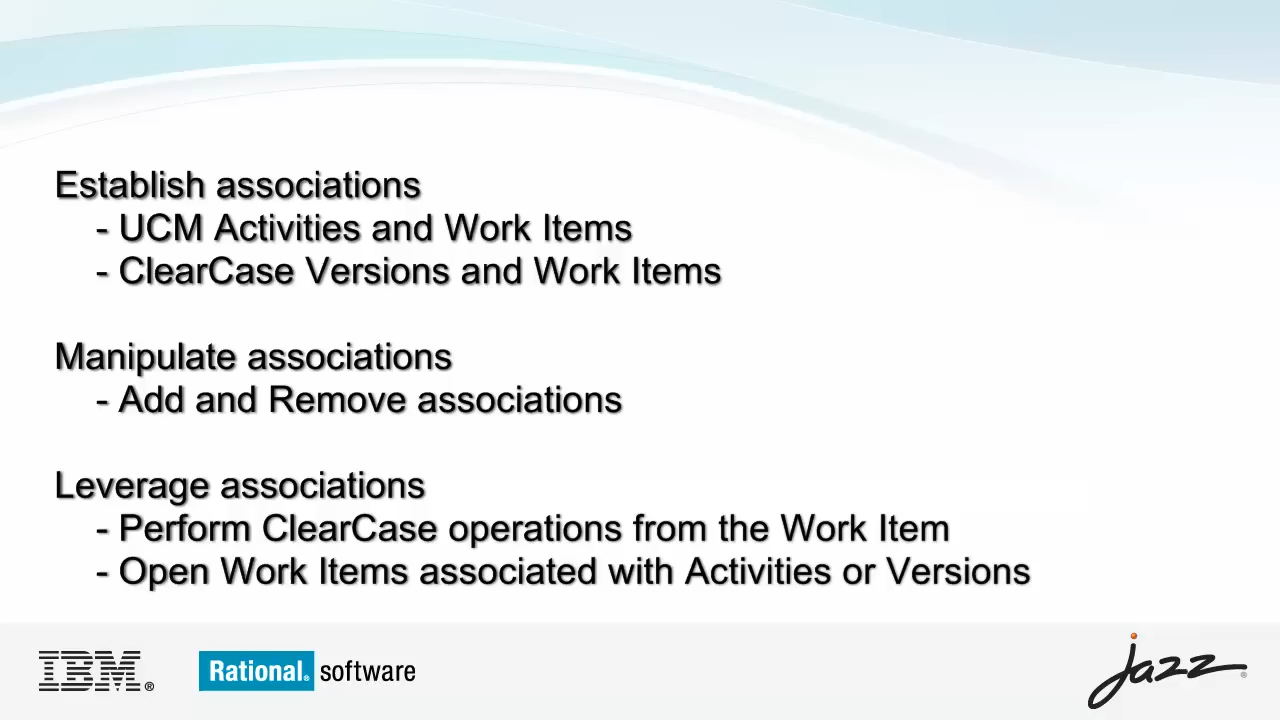 Establish associations
- UCM Activities and Work Items
- ClearCase Versions and Work Items
Manipulate associations
- Add and Remove associations
Leverage associations
- Perform ClearCase operations from the Work Item
- Open Work Items associated with Activities or Versions
IBM® Rational® software jazz®